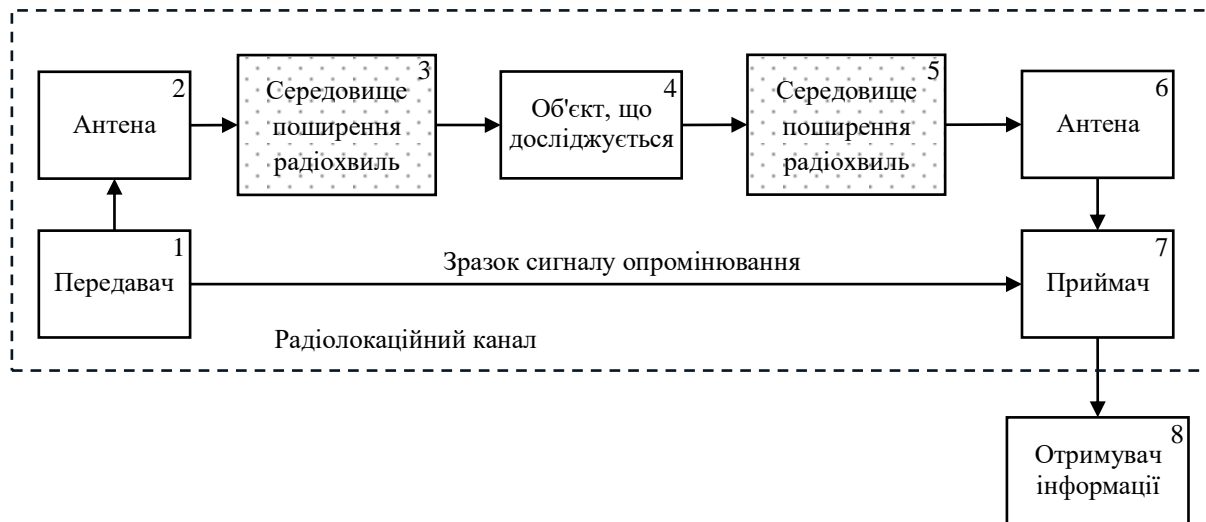 2
Антена
3
Середовище
поширення
радіохвиль
4
Об'єкт, що
досліджується
5
Середовище
поширення
радіохвиль
6
Антена
1
Передавач
Зразок сигналу опромінювання
7
Приймач
Радіолокаційний канал
8
Отримувач
інформації